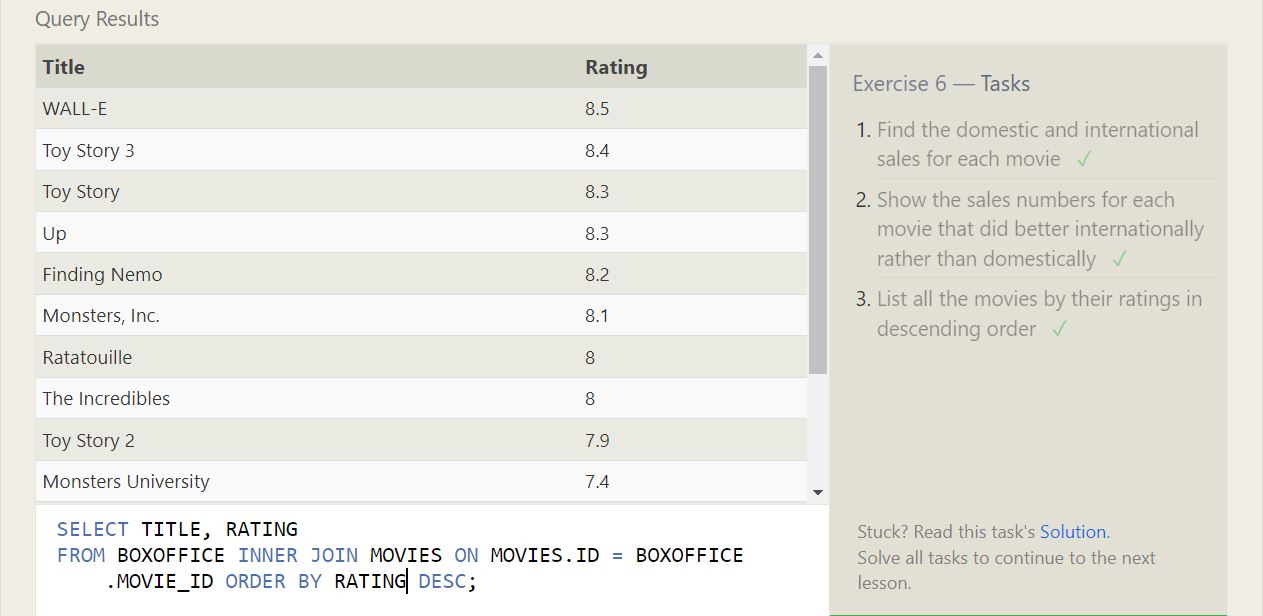 Query Results
Title Rating
WALL-E 8.5
Toy Story 3 8.4
Toy Story 8.3
Up 8.3
Finding Nemo 8.2
Monsters, Inc. 8.1
Ratatouille 8
The Incredibles 8
Toy Story 2 7.9
Monsters University 7.4
SELECT TITLE, RATING
FROM BOXOFFICE INNER JOIN MOVIES ON MOVIES.ID = BOXOFFICE
.MOVIE_ID ORDER BY RATING DESC;
Exercise 6 — Tasks
1. Find the domestic and international
sales for each movie ✓
2. Show the sales numbers for each
movie that did better internationally
rather than domestically ✓
3. List all the movies by their ratings in
descending order ✓
Stuck? Read this task's Solution.
Solve all tasks to continue to the next
lesson.